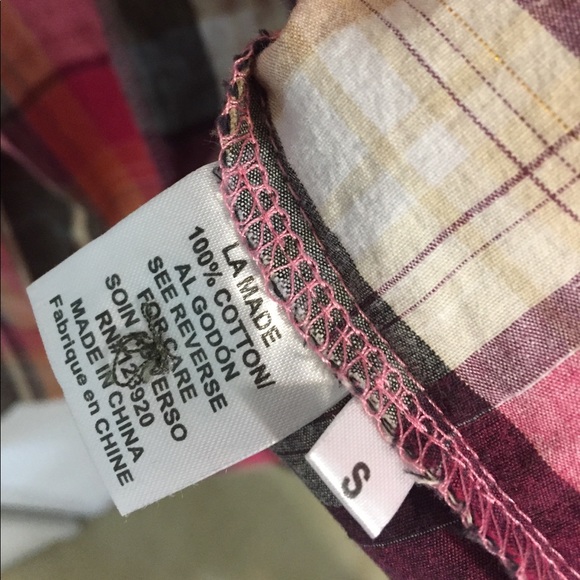 LA MADE
100% COTTON/
AL GODÓN
SEE REVERSE
FOR CARE
SOIN VERSO
MADE IN CHINA
Fabrique en CHINE
S